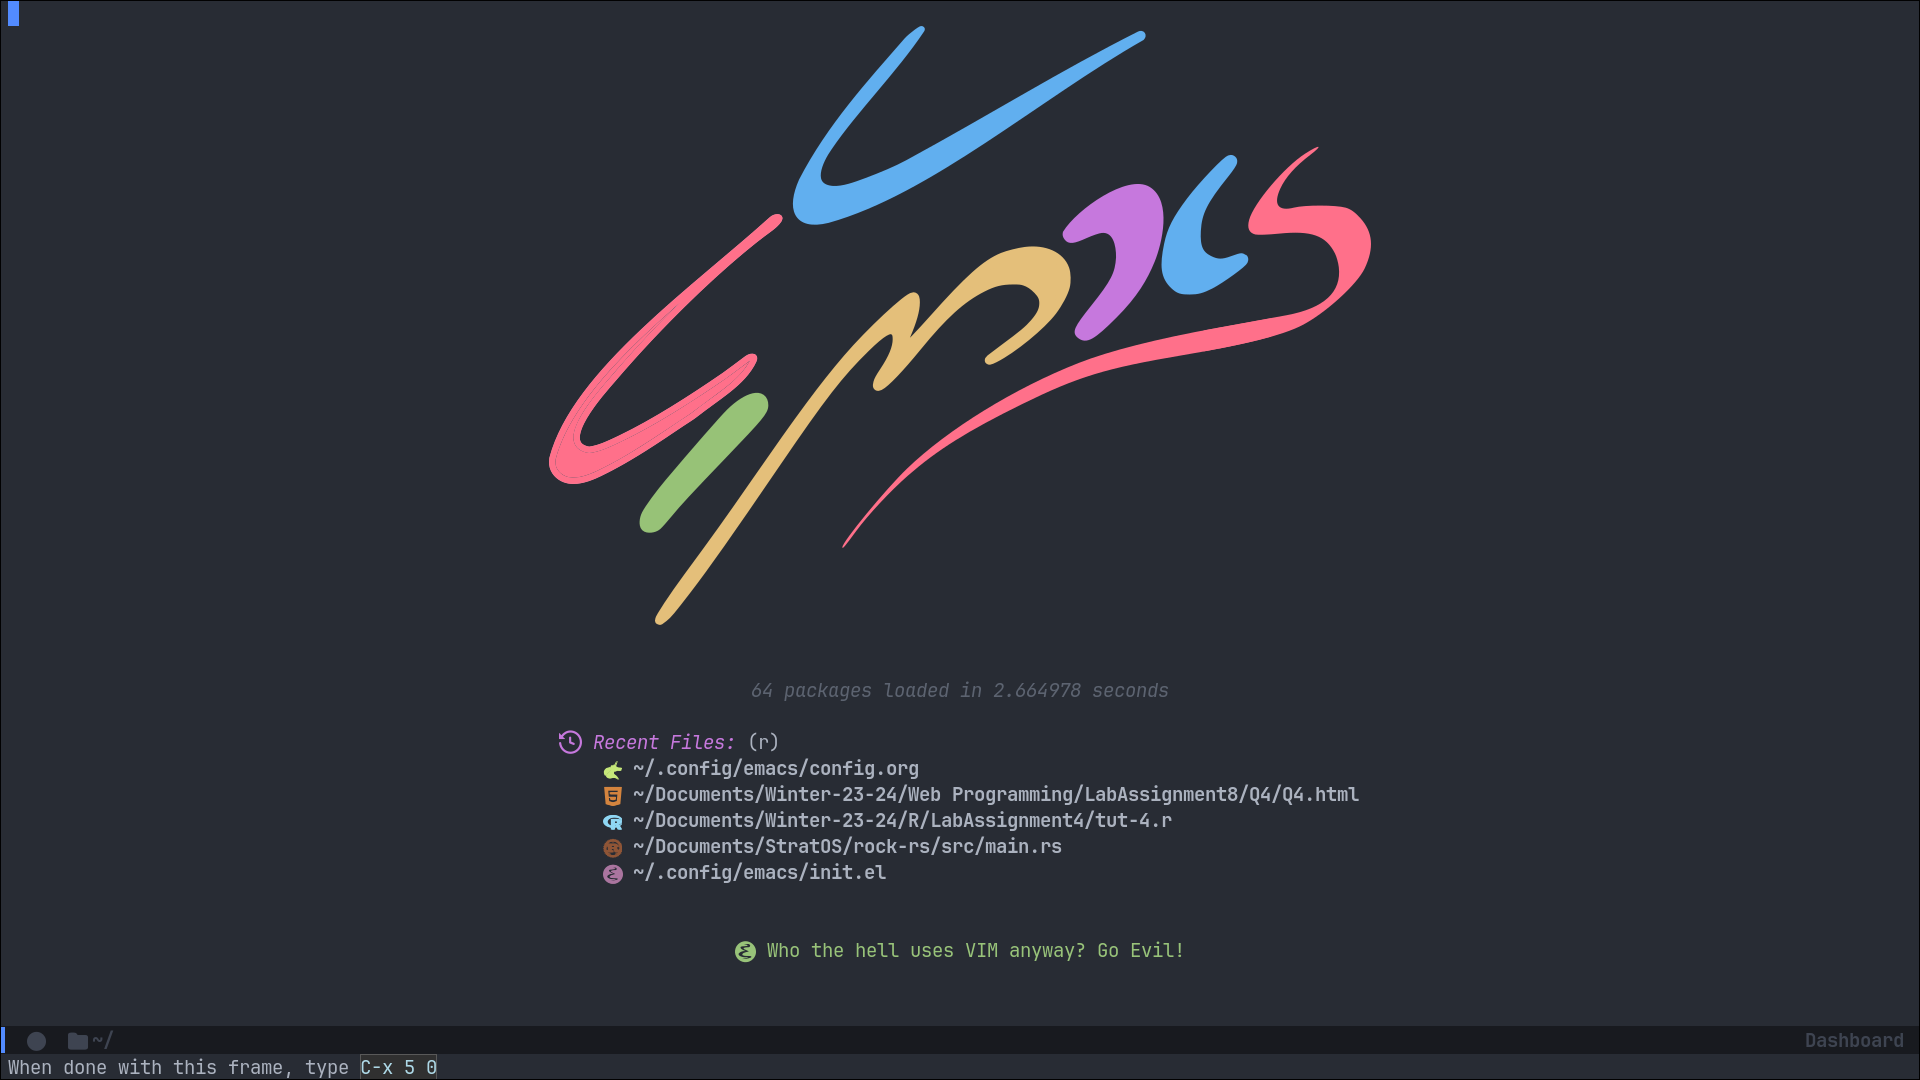 Emacs
64 packages loaded in 2.664978 seconds
Recent Files: (r)
~/.config/emacs/config.org
~/Documents/Winter-23-24/Web Programming/LabAssignment8/Q4/Q4.html
~/Documents/Winter-23-24/R/LabAssignment4/tut-4.r
~/Documents/StratOS/rock-rs/src/main.rs
~/.config/emacs/init.el
Who the hell uses VIM anyway? Go Evil!
~/ Dashboard
When done with this frame, type C-x 5 0